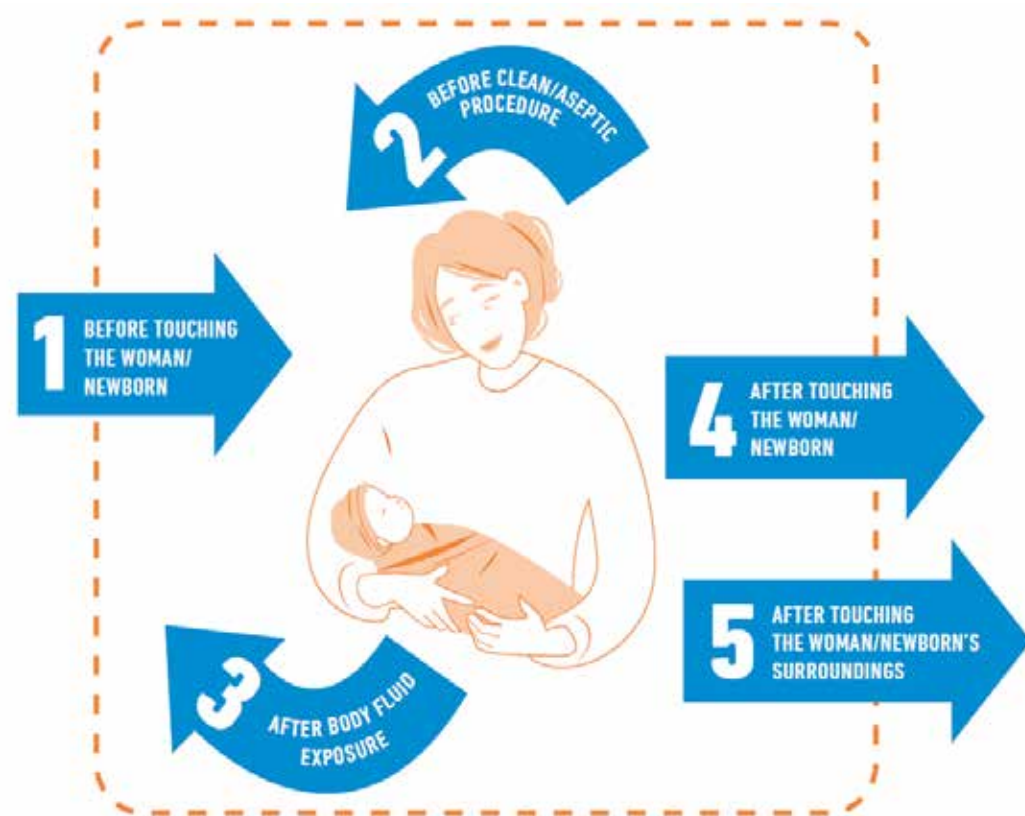 2
BEFORE CLEAN/ASEPTIC
PROCEDURE
1
BEFORE TOUCHING
THE WOMAN/
NEWBORN
4
AFTER TOUCHING
THE WOMAN/
NEWBORN
3
AFTER BODY FLUID
EXPOSURE
5
AFTER TOUCHING
THE WOMAN/NEWBORN'S
SURROUNDINGS